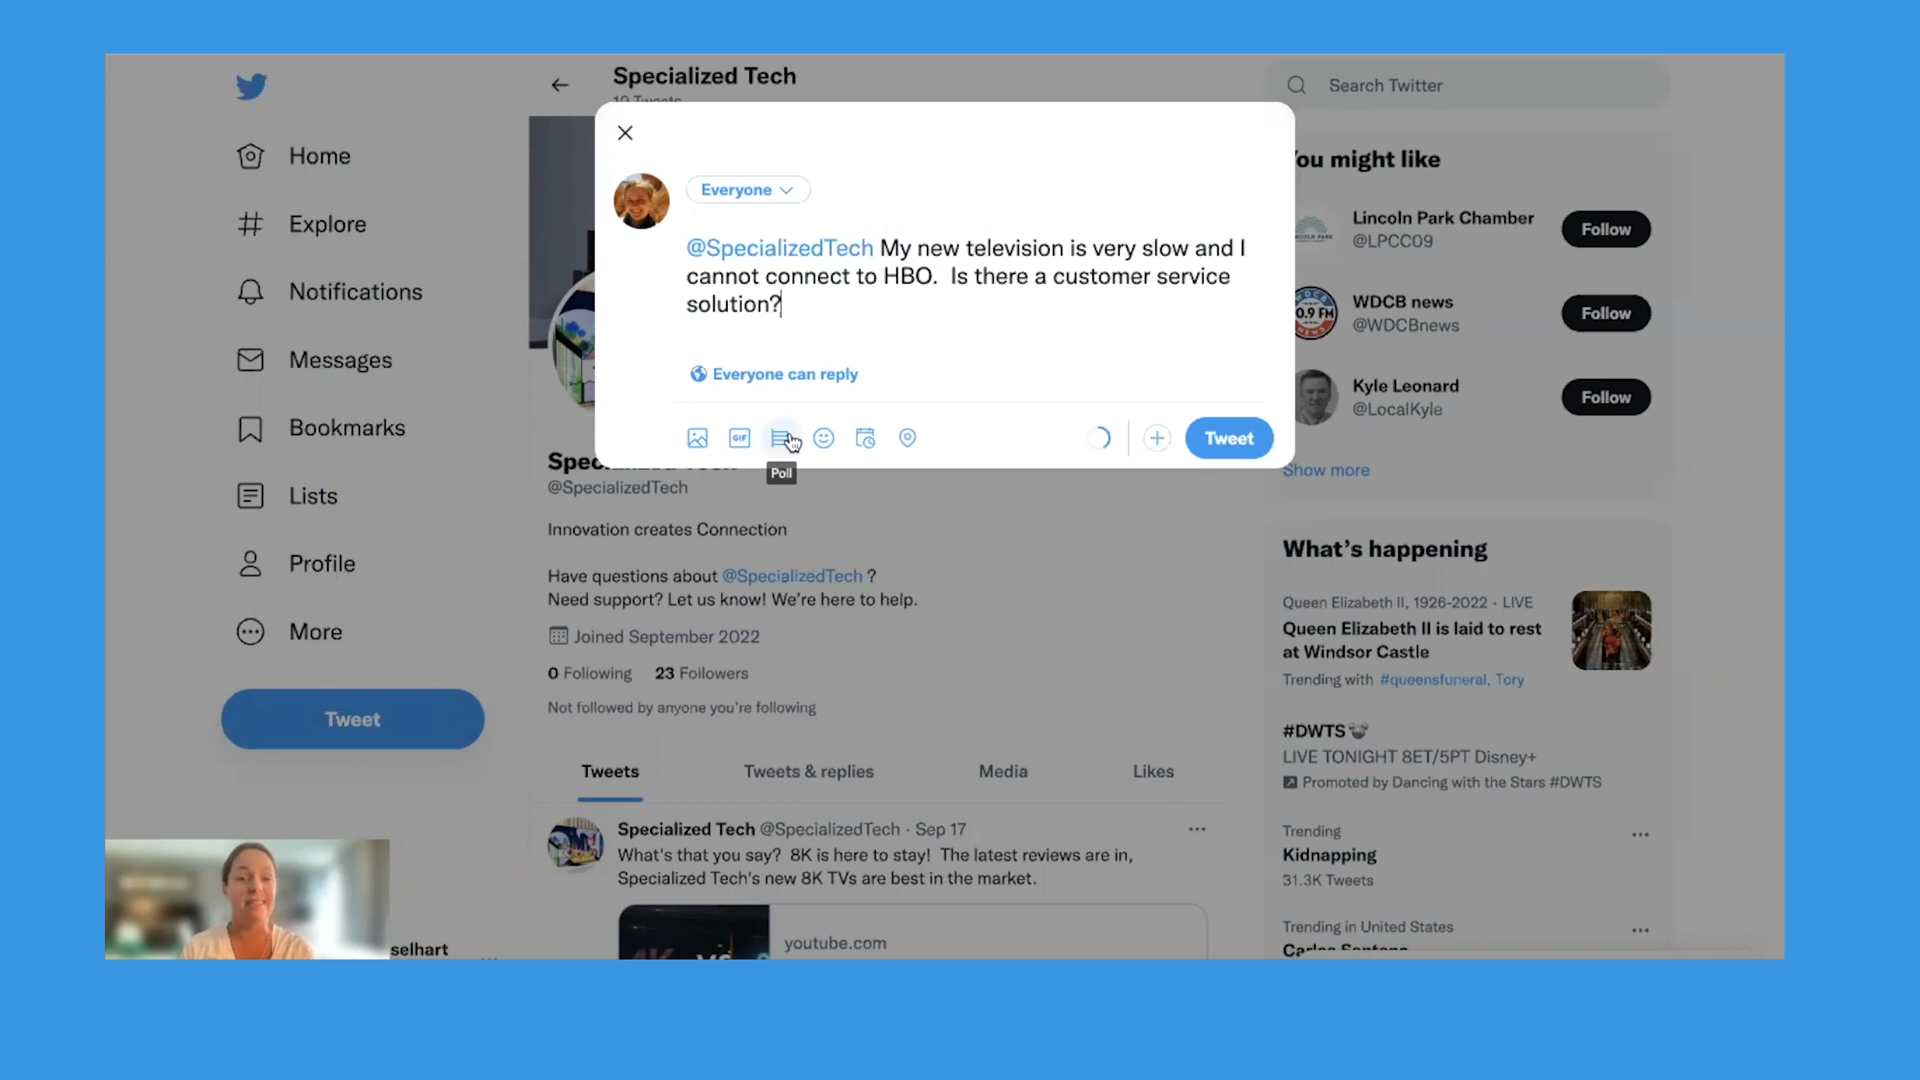 Home
Explore
Notifications
Messages
Bookmarks
Lists
Profile
More
Tweet
selhart
Specialized Tech
10 Tweets
Everyone
@SpecializedTech My new television is very slow and I
cannot connect to HBO.  Is there a customer service
solution?
Everyone can reply
GIF
Tweet
Poll
@SpecializedTech
Innovation creates Connection
Have questions about @SpecializedTech ?
Need support? Let us know! We're here to help.
Joined September 2022
0 Following 23 Followers
Not followed by anyone you're following
Tweets
Tweets & replies
Media
Likes
Specialized Tech @SpecializedTech · Sep 17
What's that you say?  8K is here to stay!  The latest reviews are in,
Specialized Tech's new 8K TVs are best in the market.
youtube.com
Search Twitter
You might like
Lincoln Park Chamber
@LPCC09
Follow
WDCB news
@WDCBnews
Follow
Kyle Leonard
@LocalKyle
Follow
Show more
What's happening
Queen Elizabeth II, 1926-2022 · LIVE
Queen Elizabeth II is laid to rest
at Windsor Castle
Trending with #queensfuneral, Tory
#DWTS
LIVE TONIGHT 8ET/5PT Disney+
Promoted by Dancing with the Stars #DWTS
Trending
Kidnapping
31.3K Tweets
Trending in United States
Carlos Santana